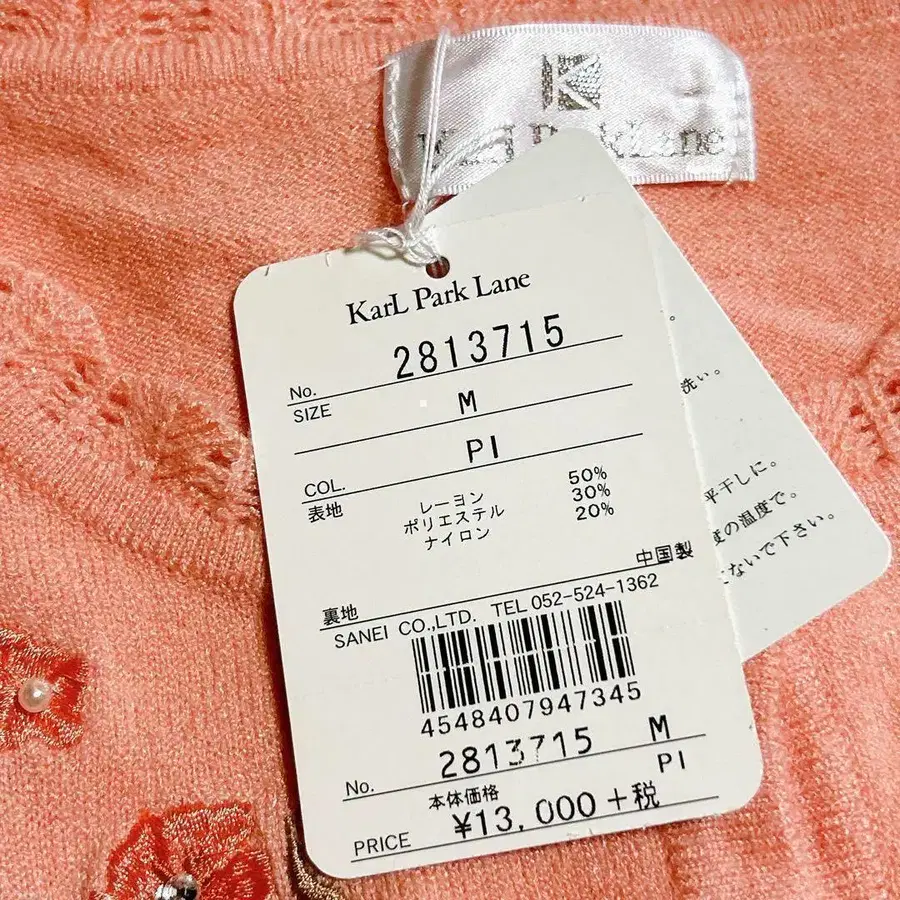 K
Karl Park Lane
KarL Park Lane
No. 2813715
SIZE M
COL. PI
表地 レーヨン 50%
ポリエステル 30%
ナイロン 20%
中国製
裏地
SANEI CO.,LTD. TEL 052-524-1362
4548407947345
No. 2813715 M
PI
本体価格
PRICE ¥13,000+税
。
洗い。
平干しに。
度の温度で。
ないで下さい。